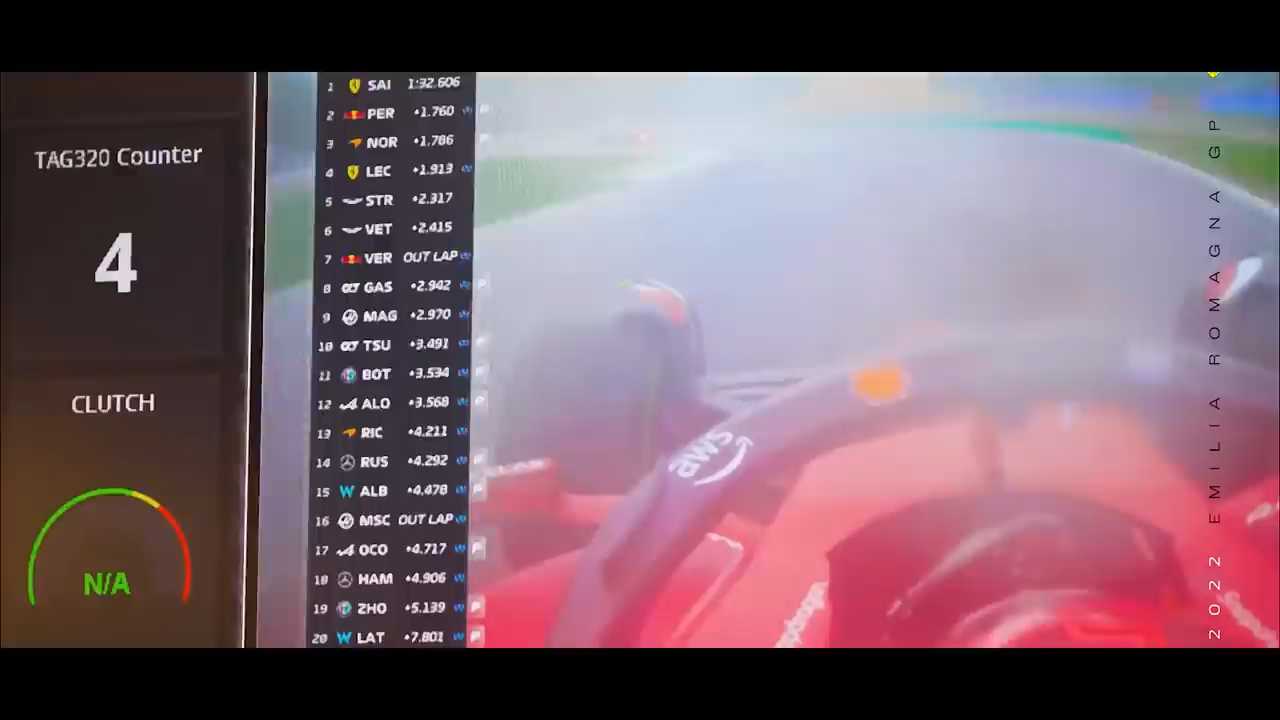 TAG320 Counter
4
CLUTCH
N/A
1 SAI 1:32.606
2 PER +1.760 W P
3 NOR +1.786 P
4 LEC +1.913 W
5 STR +2.317
6 VET +2.415
7 VER OUT LAP W
8 GAS +2.942 W P
9 MAG +2.970 W
10 TSU +3.491 W P
11 BOT +3.534 W P
12 ALO +3.568 W P
13 RIC +4.211 W
14 RUS +4.292 W P
15 W ALB +4.478 W P
16 MSC OUT LAP W
17 OCO +4.717 W P
18 HAM +4.906 W
19 ZHO +5.139 W P
20 W LAT +7.801 W P
aws
2022 EMILIA ROMAGNA GP